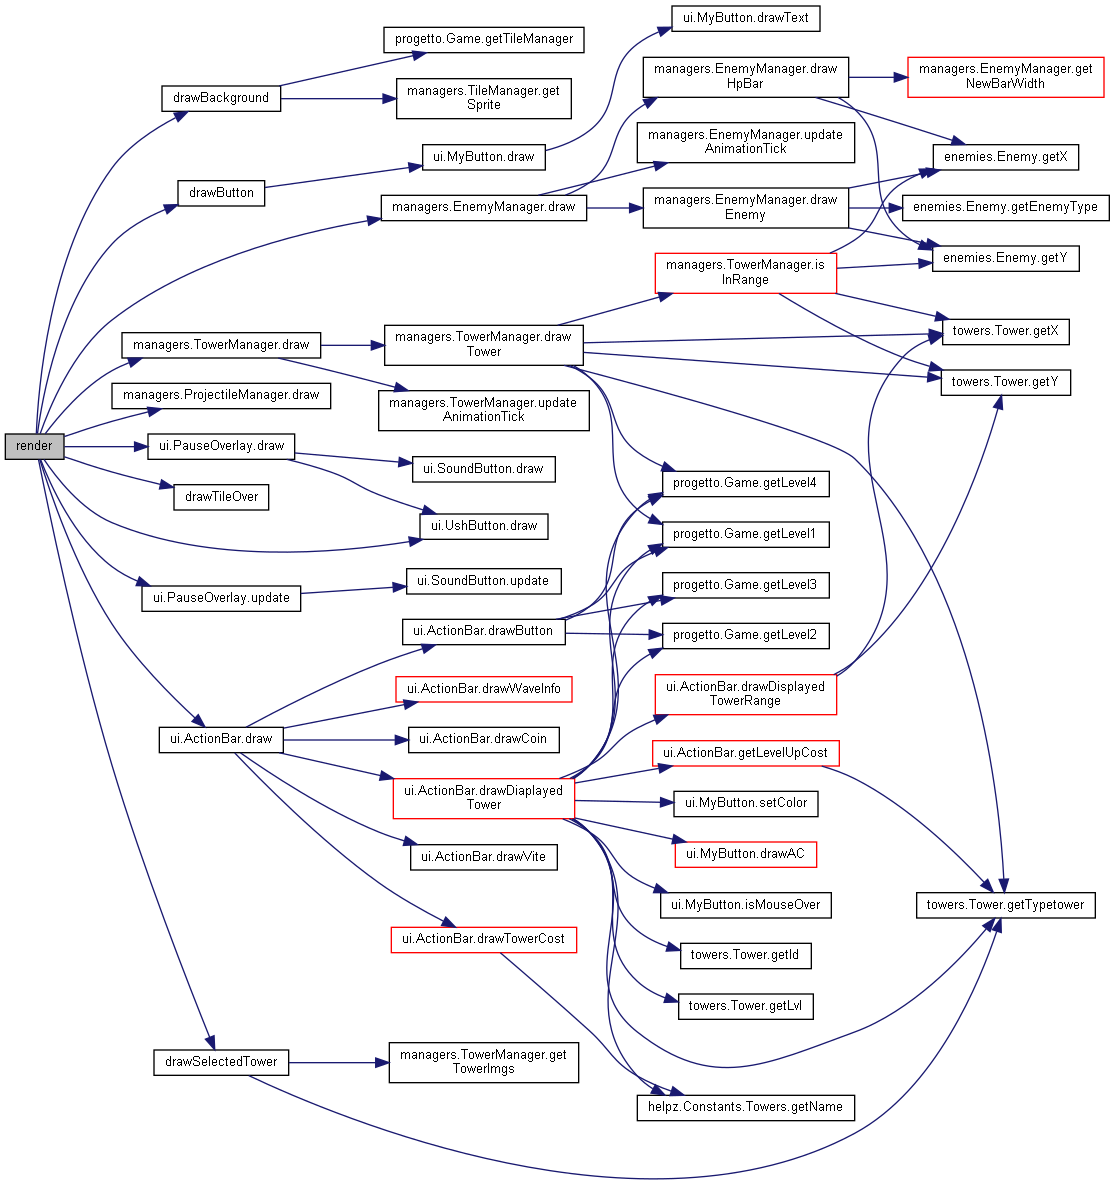 render
drawBackground
drawButton
managers.TowerManager.draw
managers.ProjectileManager.draw
ui.PauseOverlay.draw
drawTileOver
ui.PauseOverlay.update
ui.ActionBar.draw
drawSelectedTower
progetto.Game.getTileManager
managers.TileManager.get
Sprite
ui.MyButton.draw
managers.EnemyManager.draw
managers.TowerManager.draw
Tower
managers.TowerManager.update
AnimationTick
ui.SoundButton.draw
ui.UshButton.draw
ui.SoundButton.update
ui.ActionBar.drawButton
ui.ActionBar.drawWaveInfo
ui.ActionBar.drawCoin
ui.ActionBar.drawDiaplayed
Tower
ui.ActionBar.drawVite
ui.ActionBar.drawTowerCost
managers.TowerManager.get
TowerImgs
ui.MyButton.drawText
managers.EnemyManager.draw
HpBar
managers.EnemyManager.update
AnimationTick
managers.EnemyManager.draw
Enemy
managers.TowerManager.is
InRange
progetto.Game.getLevel4
progetto.Game.getLevel1
progetto.Game.getLevel3
progetto.Game.getLevel2
ui.ActionBar.drawDisplayed
TowerRange
ui.ActionBar.getLevelUpCost
ui.MyButton.setColor
ui.MyButton.drawAC
ui.MyButton.isMouseOver
towers.Tower.getId
towers.Tower.getLvl
helpz.Constants.Towers.getName
managers.EnemyManager.get
NewBarWidth
enemies.Enemy.getX
enemies.Enemy.getEnemyType
enemies.Enemy.getY
towers.Tower.getX
towers.Tower.getY
towers.Tower.getTypetower